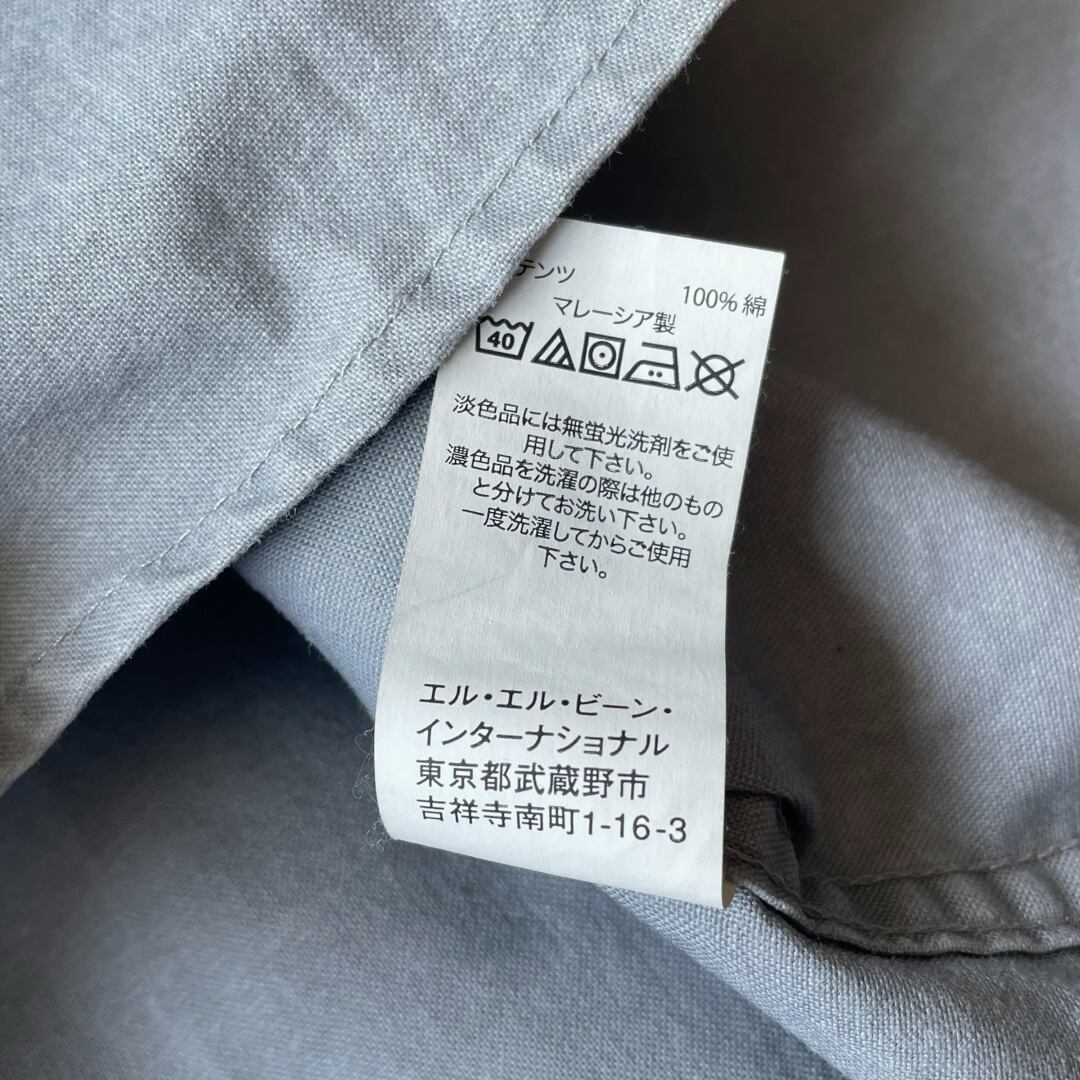 テンツ
100% 綿
マレーシア製
40
淡色品には無蛍光洗剤をご使
用して下さい。
濃色品を洗濯の際は他のもの
と分けてお洗い下さい。
一度洗濯してからご使用
下さい。
エル・エル・ビーン・
インターナショナル
東京都武蔵野市
吉祥寺南町1-16-3